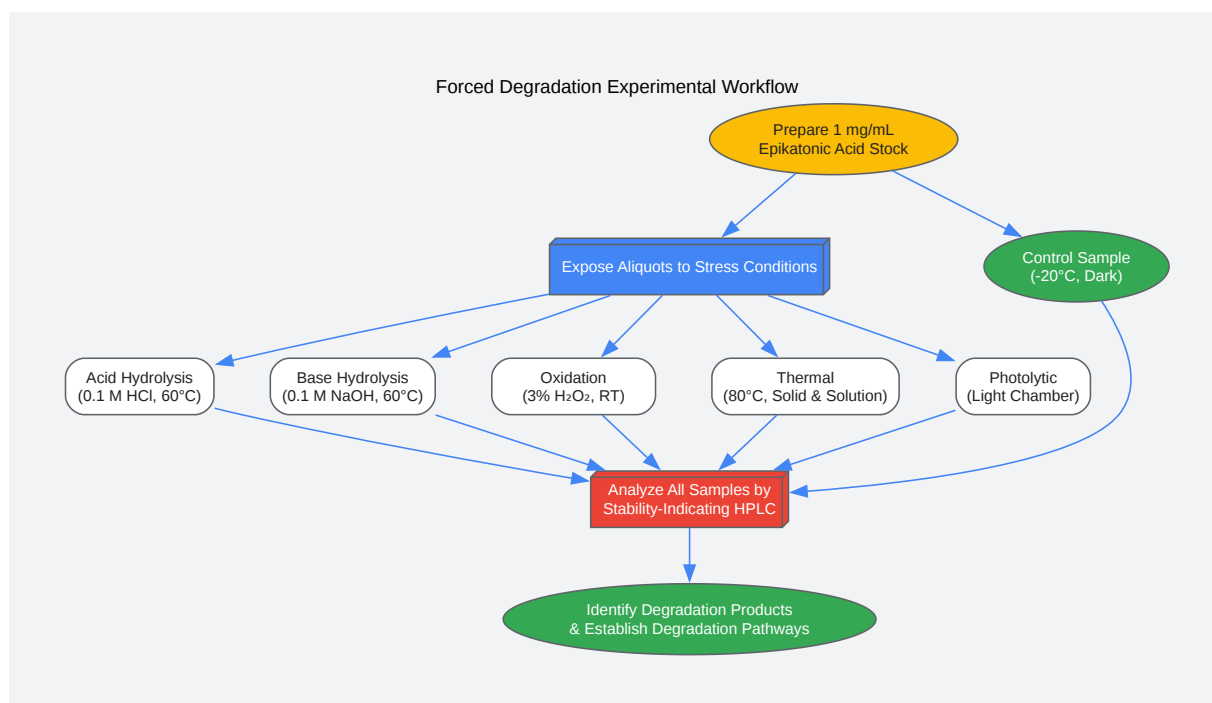 Forced Degradation Experimental Workflow
Prepare 1 mg/mL
Epikatonic Acid Stock
Expose Aliquots to Stress Conditions
Control Sample
(-20°C, Dark)
Acid Hydrolysis
(0.1 M HCl, 60°C)
Base Hydrolysis
(0.1 M NaOH, 60°C)
Oxidation
(3% H₂O₂, RT)
Thermal
(80°C, Solid & Solution)
Photolytic
(Light Chamber)
Analyze All Samples by
Stability-Indicating HPLC
Identify Degradation Products
& Establish Degradation Pathways